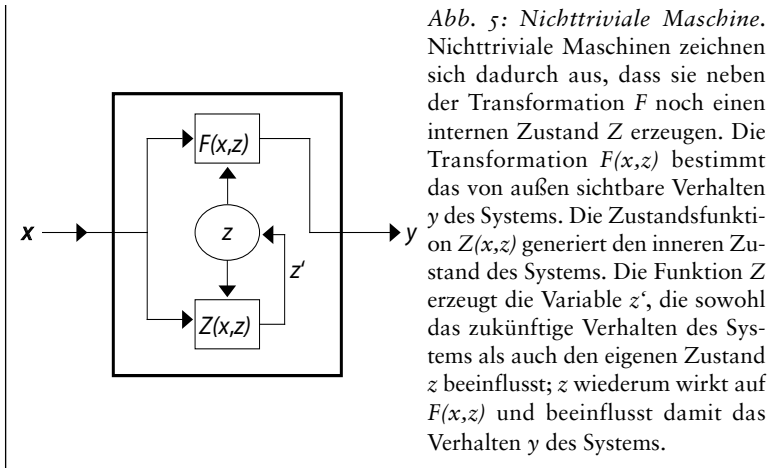 F(x,z)
x
z
y
z‘
Z(x,z)
Abb. 5: Nichttriviale Maschine.
Nichttriviale Maschinen zeichnen
sich dadurch aus, dass sie neben
der Transformation F noch einen
internen Zustand Z erzeugen. Die
Transformation F(x,z) bestimmt
das von außen sichtbare Verhalten
y des Systems. Die Zustandsfunkti-
on Z(x,z) generiert den inneren Zu-
stand des Systems. Die Funktion Z
erzeugt die Variable z‘, die sowohl
das zukünftige Verhalten des Sys-
tems als auch den eigenen Zustand
z beeinflusst; z wiederum wirkt auf
F(x,z) und beeinflusst damit das
Verhalten y des Systems.